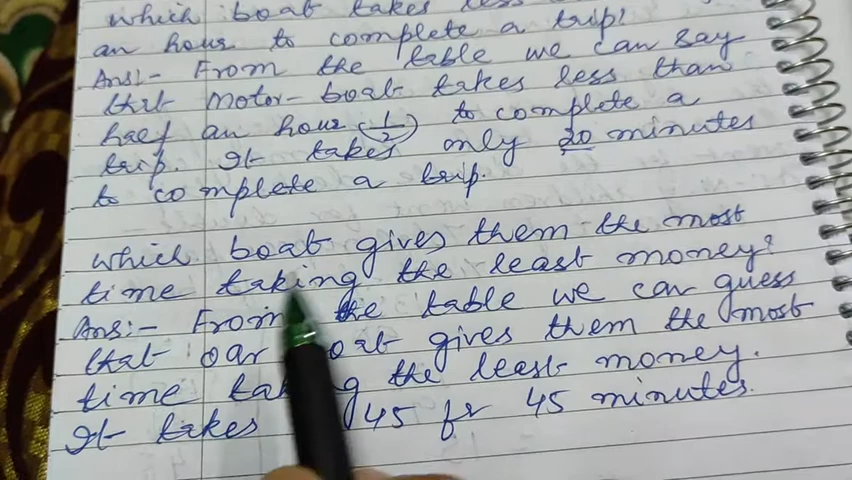 which boat takes less
an hour to complete a trip?
Ans:- From the table we can say
that Motor-boat takes less than
half an hour (1/2) to complete a
trip. It takes only 20 minutes
to complete a trip.
which boat gives them the most
time taking the least money?
Ans:- From the table we can guess
that oar oat gives them the most
time ta g the least money.
It takes 45 fr 45 minutes.